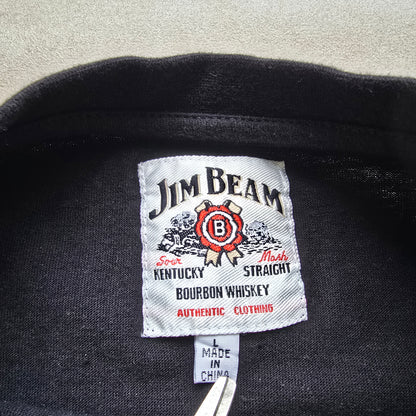 JIM BEAM
B
Sour Mash
KENTUCKY STRAIGHT
BOURBON WHISKEY
AUTHENTIC CLOTHING
L
MADE
IN
CHINA